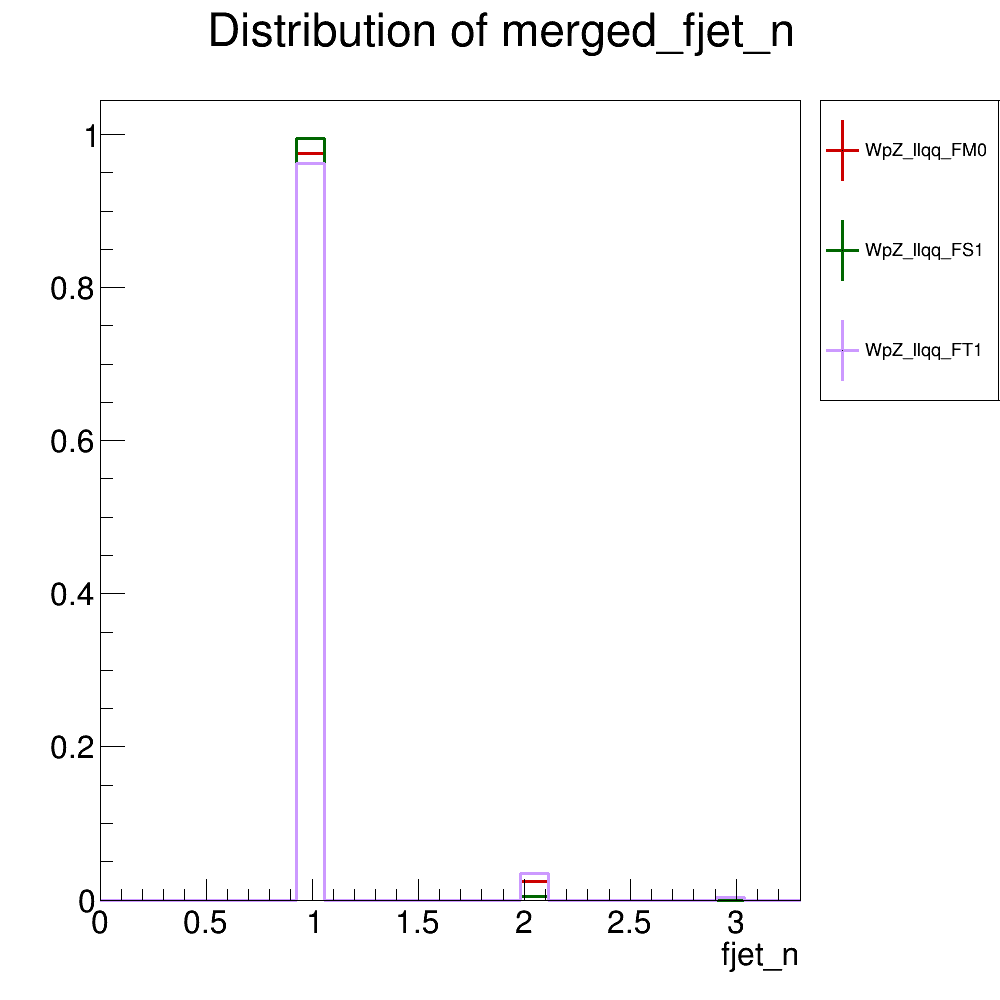 Distribution of merged_fjet_n
1
0.8
0.6
0.4
0.2
0
0 0.5 1 1.5 2 2.5 3
fjet_n
WpZ_llqq_FM0
WpZ_llqq_FS1
WpZ_llqq_FT1